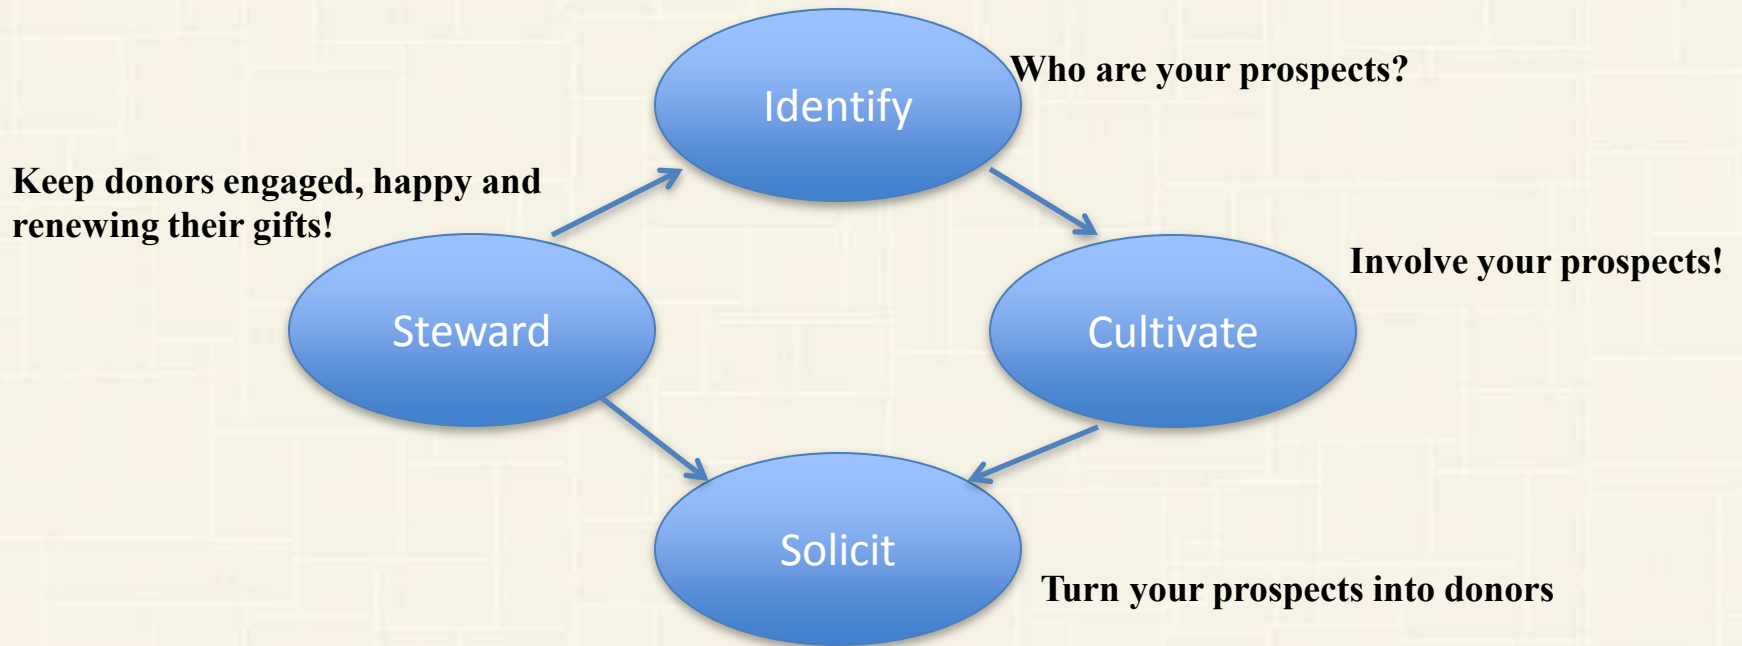 Identify
Who are your prospects?
Keep donors engaged, happy and
renewing their gifts!
Involve your prospects!
Steward
Cultivate
Solicit
Turn your prospects into donors